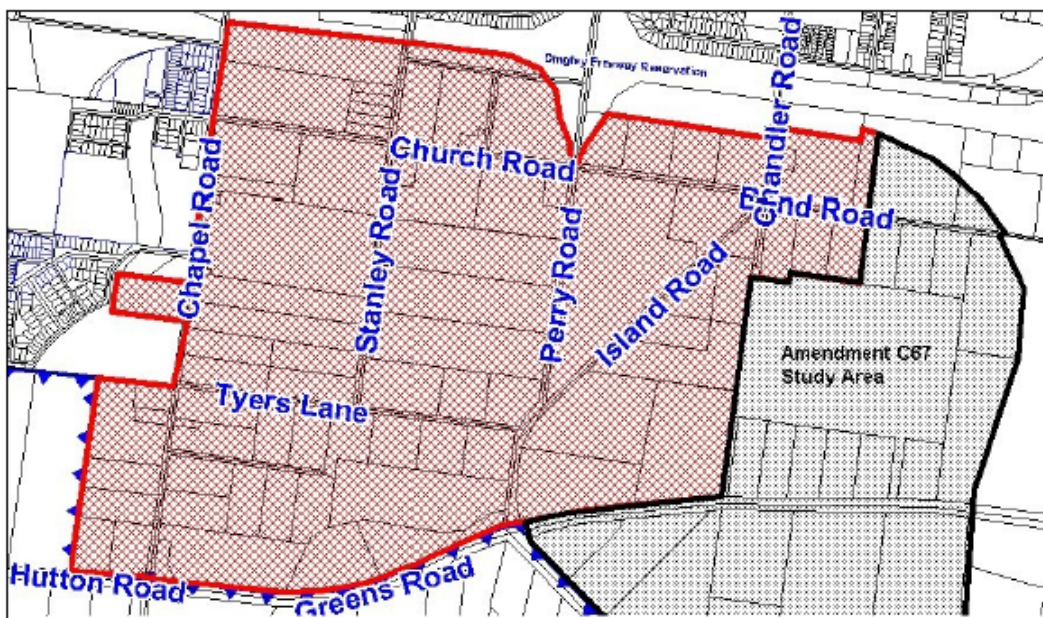 Dingley Freeway Reservation
Chandler Road
Church Road
Chapel Road
Bend Road
Stanley Road
Perry Road
Island Road
Amendment C67
Study Area
Tyers Lane
Hutton Road
Greens Road